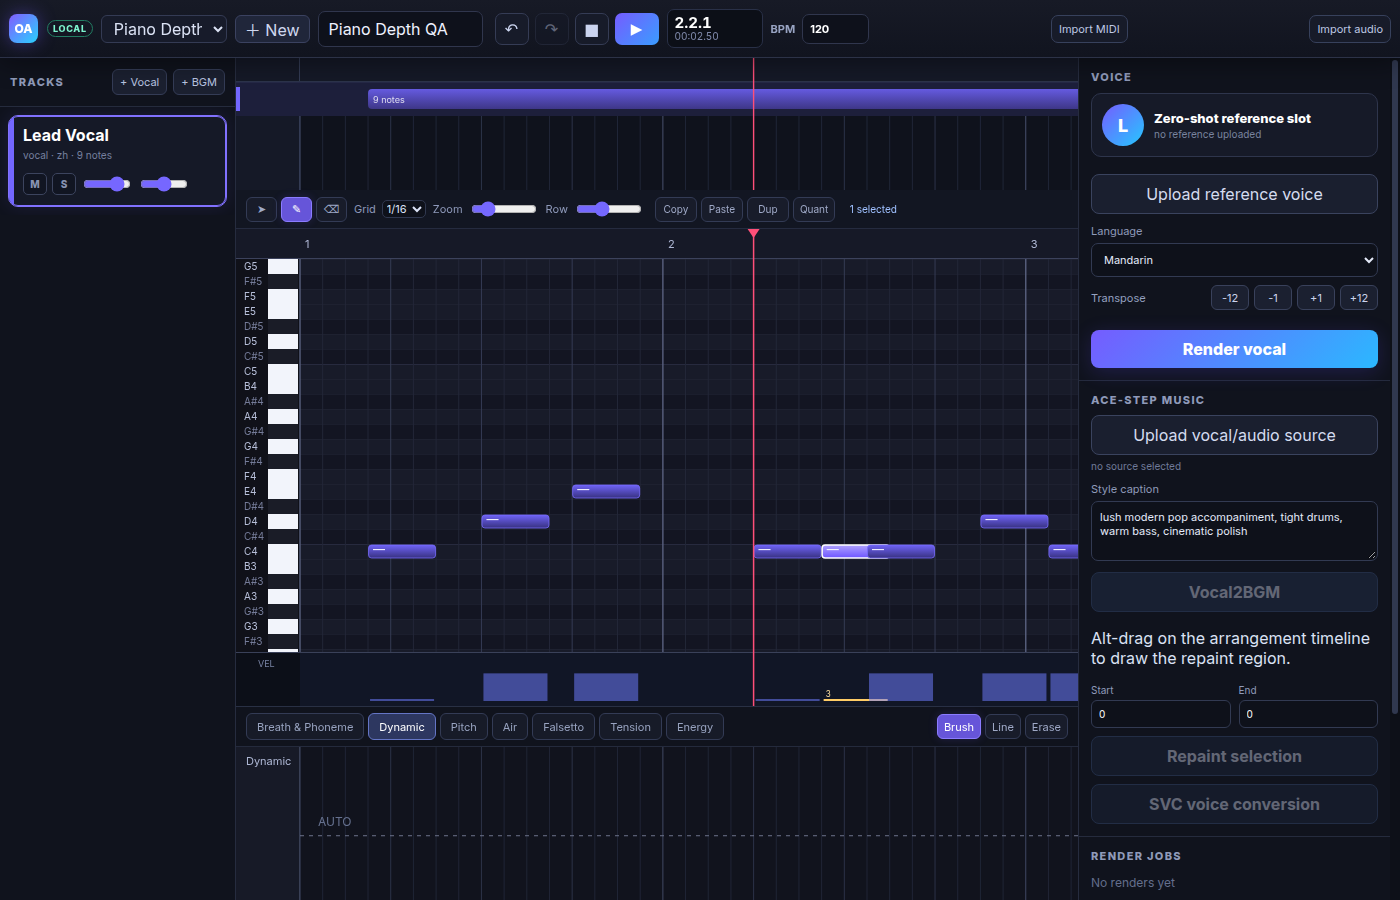 OA
LOCAL
Piano Depth
+ New
Piano Depth QA
2.2.1
00:02.50
BPM
120
Import MIDI
Import audio
TRACKS
+ Vocal
+ BGM
Lead Vocal
vocal · zh · 9 notes
M
S
9 notes
Grid
1/16
Zoom
Row
Copy
Paste
Dup
Quant
1 selected
1
2
3
G5
F#5
F5
E5
D#5
D5
C#5
C5
B4
A#4
A4
G#4
G4
F#4
F4
E4
D#4
D4
C#4
C4
B3
A#3
A3
G#3
G3
F#3
VEL
3
Breath & Phoneme
Dynamic
Pitch
Air
Falsetto
Tension
Energy
Brush
Line
Erase
Dynamic
AUTO
VOICE
L
Zero-shot reference slot
no reference uploaded
Upload reference voice
Language
Mandarin
Transpose
-12
-1
+1
+12
Render vocal
ACE-STEP MUSIC
Upload vocal/audio source
no source selected
Style caption
lush modern pop accompaniment, tight drums,
warm bass, cinematic polish
Vocal2BGM
Alt-drag on the arrangement timeline
to draw the repaint region.
Start
End
0
0
Repaint selection
SVC voice conversion
RENDER JOBS
No renders yet